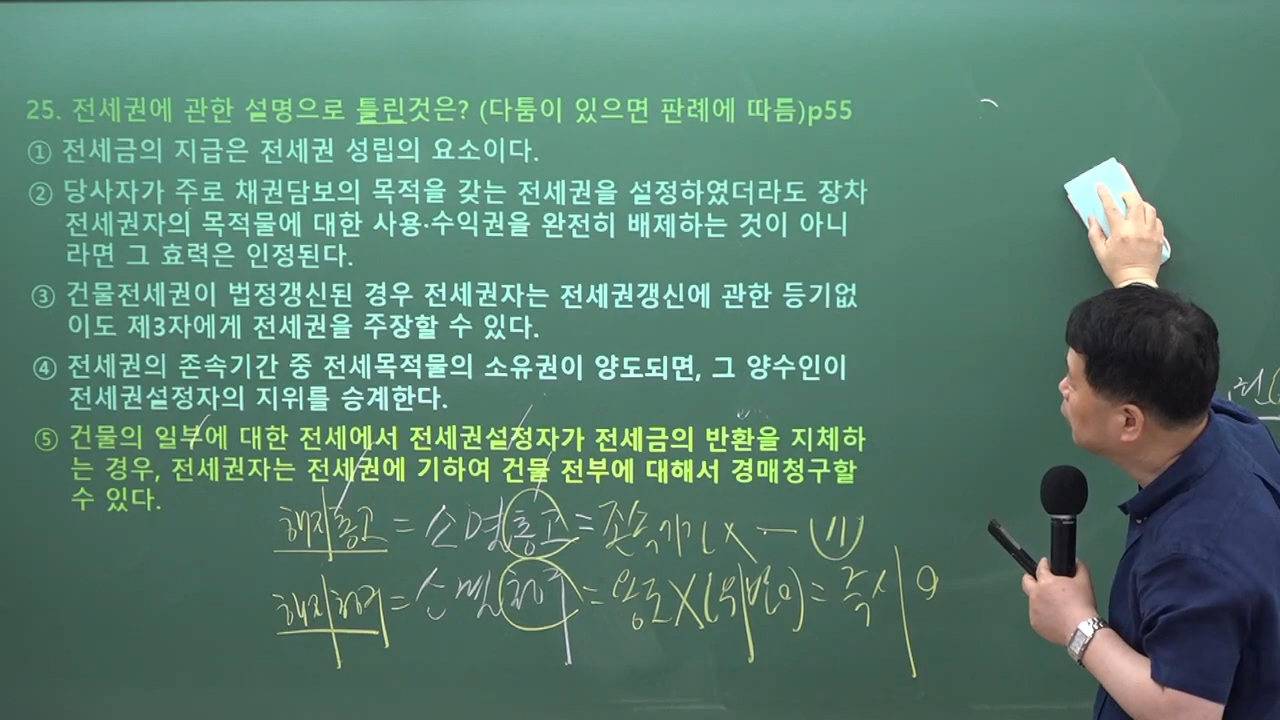 25. 전세권에 관한 설명으로 틀린것은? (다툼이 있으면 판례에 따름)p55
① 전세금의 지급은 전세권 성립의 요소이다.
② 당사자가 주로 채권담보의 목적을 갖는 전세권을 설정하였더라도 장차
전세권자의 목적물에 대한 사용·수익권을 완전히 배제하는 것이 아니
라면 그 효력은 인정된다.
③ 건물전세권이 법정갱신된 경우 전세권자는 전세권갱신에 관한 등기없
이도 제3자에게 전세권을 주장할 수 있다.
④ 전세권의 존속기간 중 전세목적물의 소유권이 양도되면, 그 양수인이
전세권설정자의 지위를 승계한다.
⑤ 건물의 일부에 대한 전세에서 전세권설정자가 전세금의 반환을 지체하
는 경우, 전세권자는 전세권에 기하여 건물 전부에 대해서 경매청구할
수 있다.
해지통고 = 소멸통고 = 존속기간 X
= 소멸청구 = 용도X(위반) = 즉시